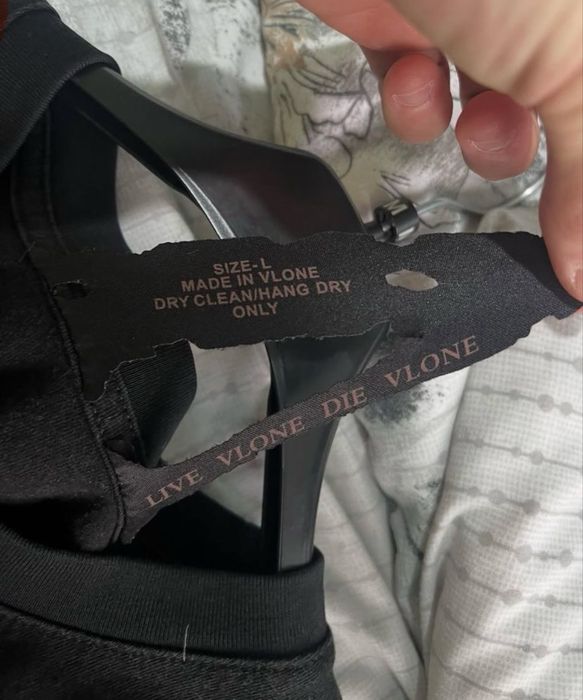 SIZE-L
MADE IN VLONE
DRY CLEAN/HANG DRY
ONLY
LIVE VLONE DIE VLONE